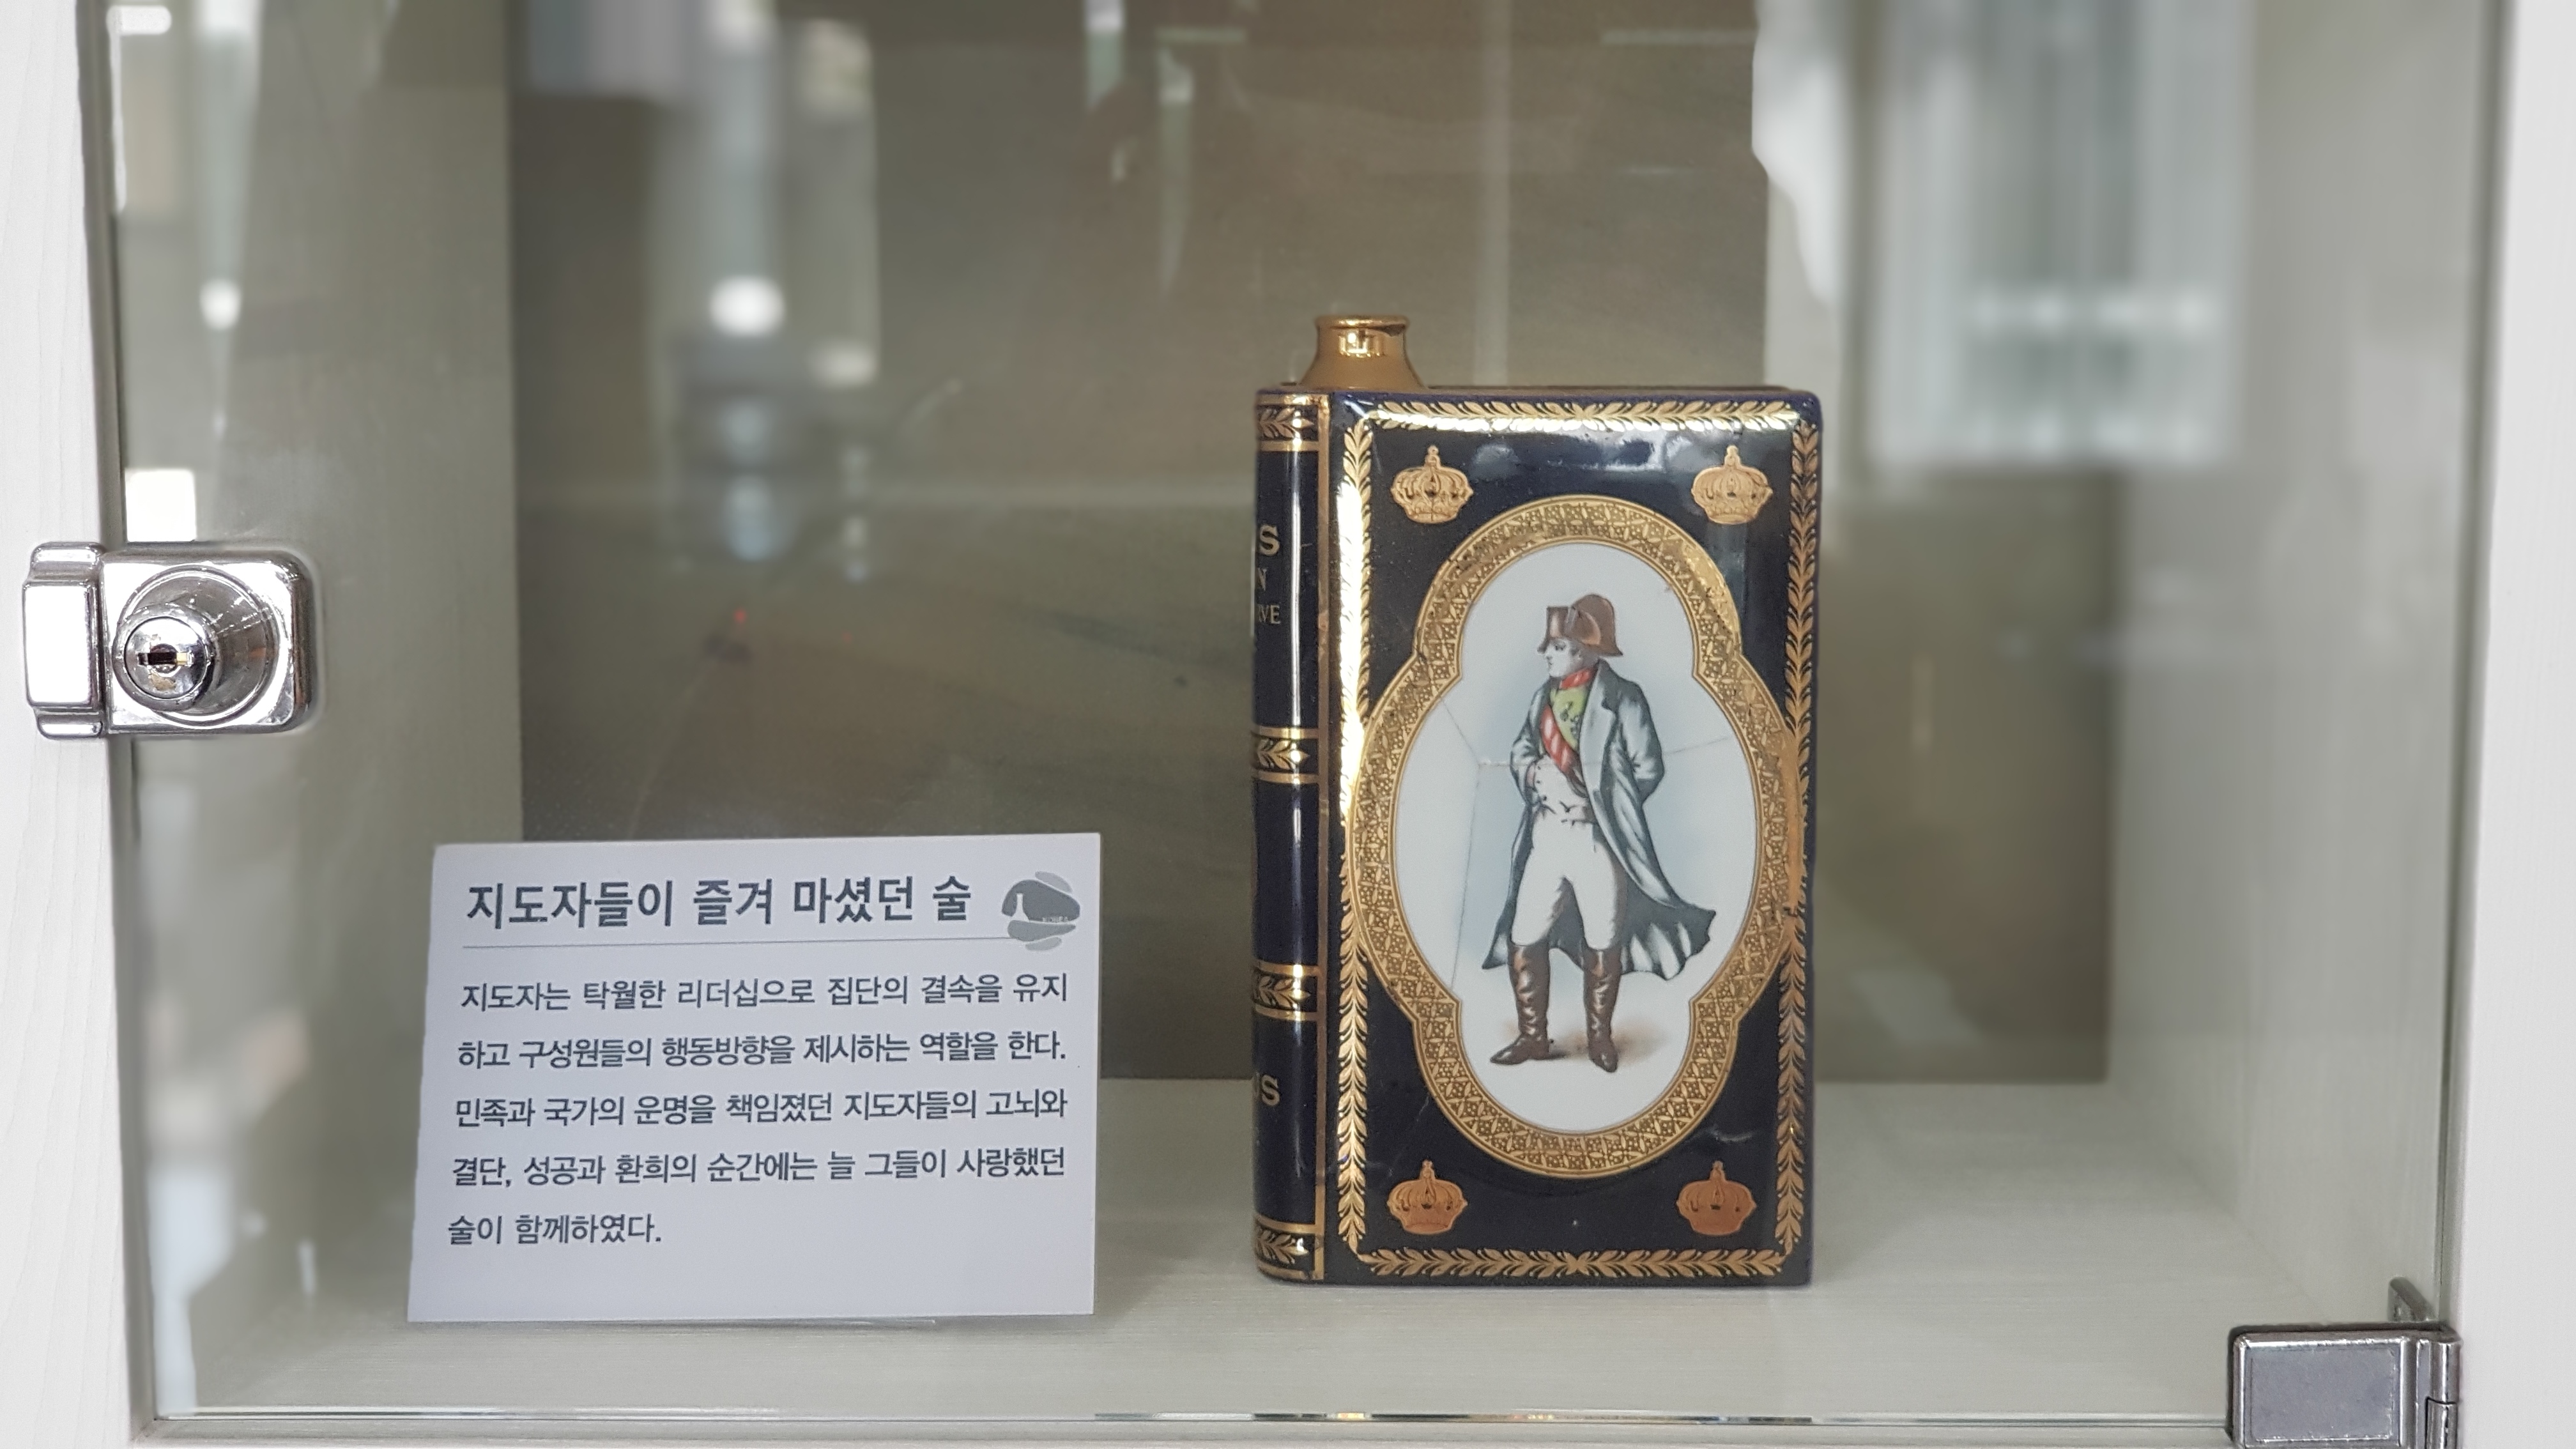 지도자들이 즐겨 마셨던 술
지도자는 탁월한 리더십으로 집단의 결속을 유지
하고 구성원들의 행동방향을 제시하는 역할을 한다.
민족과 국가의 운명을 책임졌던 지도자들의 고뇌와
결단, 성공과 환희의 순간에는 늘 그들이 사랑했던
술이 함께하였다.